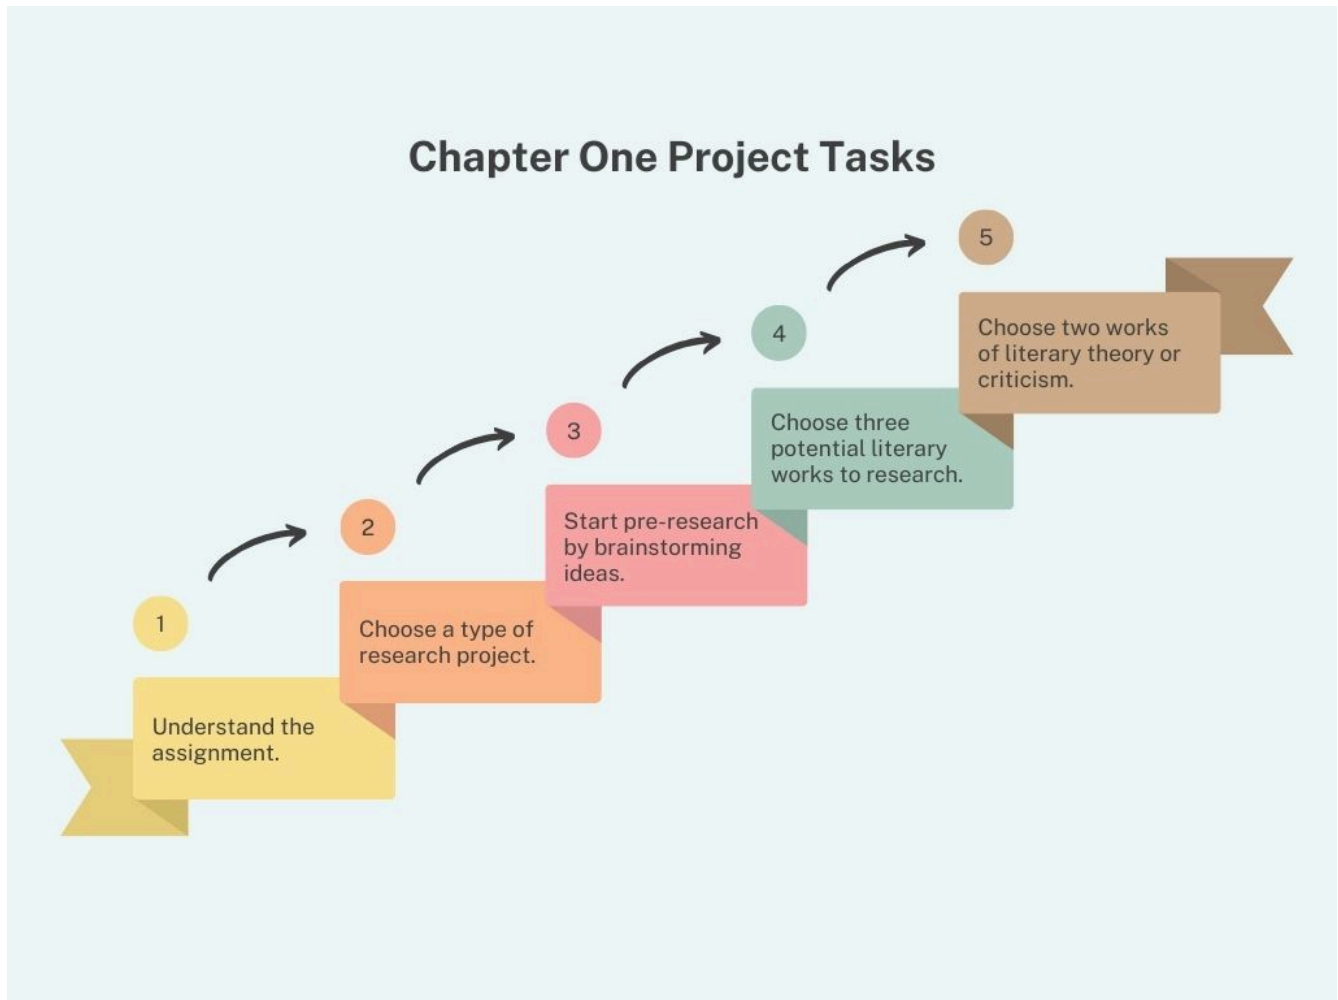 Chapter One Project Tasks
1
Understand the
assignment.
2
Choose a type of
research project.
3
Start pre-research
by brainstorming
ideas.
4
Choose three
potential literary
works to research.
5
Choose two works
of literary theory or
criticism.